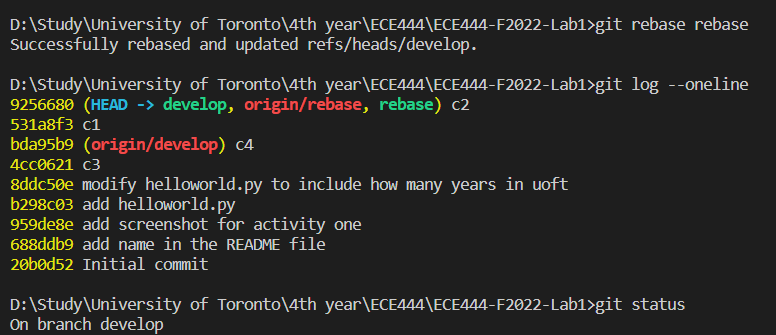 D:\Study\University of Toronto\4th year\ECE444\ECE444-F2022-Lab1>git rebase rebase
Successfully rebased and updated refs/heads/develop.
D:\Study\University of Toronto\4th year\ECE444\ECE444-F2022-Lab1>git log --oneline
9256680 (HEAD -> develop, origin/rebase, rebase) c2
531a8f3 c1
bda95b9 (origin/develop) c4
4cc0621 c3
8ddc50e modify helloworld.py to include how many years in uoft
b298c03 add helloworld.py
959de8e add screenshot for activity one
688ddb9 add name in the README file
20b0d52 Initial commit
D:\Study\University of Toronto\4th year\ECE444\ECE444-F2022-Lab1>git status
On branch develop